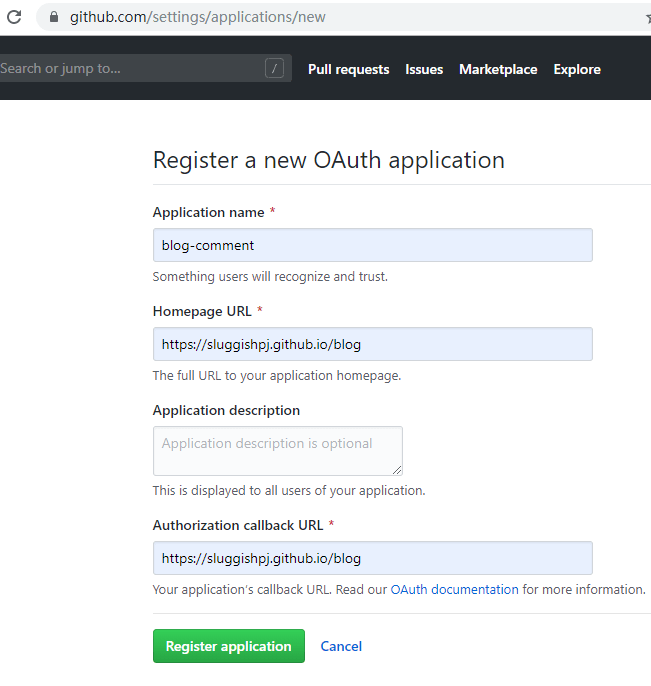 github.com/settings/applications/new
Search or jump to... /
Pull requests Issues Marketplace Explore
Register a new OAuth application
Application name *
blog-comment
Something users will recognize and trust.
Homepage URL *
https://sluggishpj.github.io/blog
The full URL to your application homepage.
Application description
Application description is optional
This is displayed to all users of your application.
Authorization callback URL *
https://sluggishpj.github.io/blog
Your application's callback URL. Read our OAuth documentation for more information.
Register application Cancel